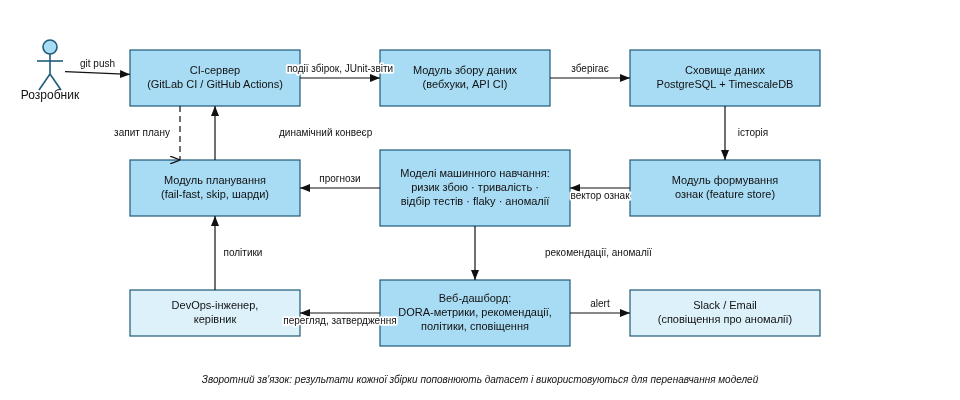 git push
Розробник
CI-сервер
(GitLab CI / GitHub Actions)
події збірок, JUnit-звіти
Модуль збору даних
(вебхуки, API CI)
зберігає
Сховище даних
PostgreSQL + TimescaleDB
запит плану
динамічний конвеєр
історія
Модуль планування
(fail-fast, skip, шарди)
прогнози
Моделі машинного навчання:
ризик збою · тривалість ·
відбір тестів · flaky · аномалії
вектор ознак
Модуль формування
ознак (feature store)
політики
рекомендації, аномалії
DevOps-інженер,
керівник
перегляд, затвердження
Веб-дашборд:
DORA-метрики, рекомендації,
політики, сповіщення
alert
Slack / Email
(сповіщення про аномалії)
Зворотний зв'язок: результати кожної збірки поповнюють датасет і використовуються для перенавчання моделей